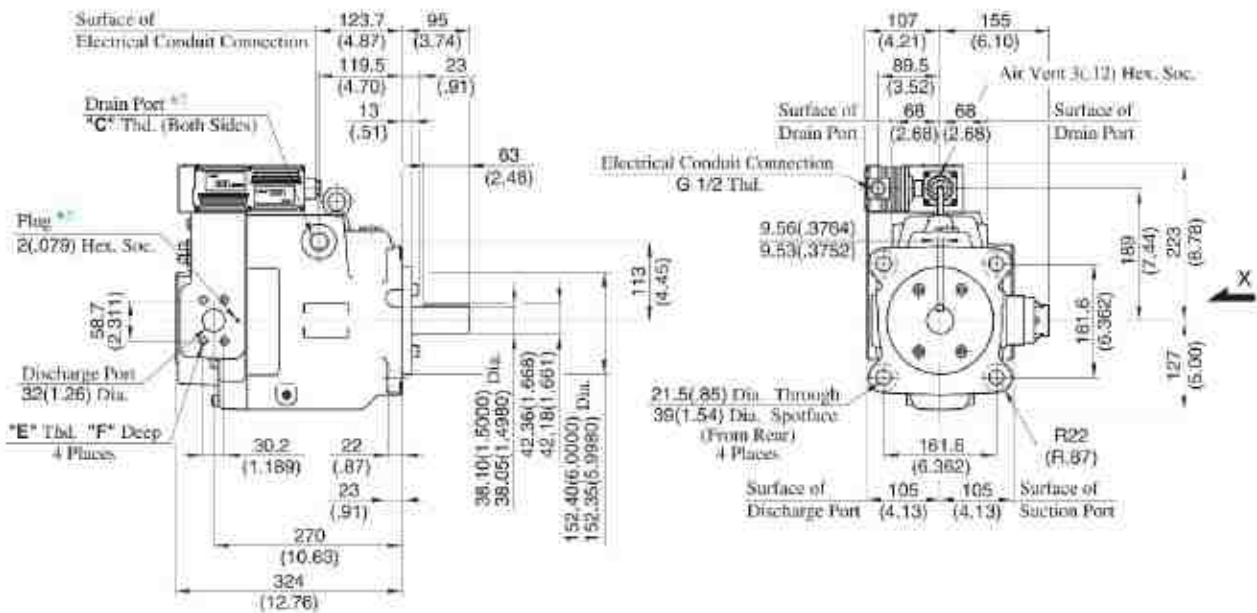 Surface of
Electrical Conduit Connection
123.7
(4.87)
95
(3.74)
119.5
(4.70)
23
(.91)
Drain Port
"C" Thd. (Both Sides)
13
(.51)
63
(2.48)
Plug
2(.079) Hex. Soc.
58.7
(2.311)
113
(4.45)
Discharge Port
32(1.26) Dia.
"E" Thd. "F" Deep
4 Places
30.2
(1.189)
22
(.87)
23
(.91)
270
(10.63)
324
(12.76)
38.10(1.5000) Dia.
38.05(1.4980)
42.36(1.668)
42.18(1.661)
152.40(6.0000) Dia.
152.35(5.9980)
107
(4.21)
155
(6.10)
89.5
(3.52)
Air Vent 3(.12) Hex. Soc.
Surface of
Drain Port
68
(2.68)
68
(2.68)
Surface of
Drain Port
Electrical Conduit Connection
G 1/2 Thd.
9.56(.3764)
9.53(.3752)
189
(7.44)
223
(8.78)
X
161.6
(6.362)
127
(5.00)
21.5(.85) Dia. Through
39(1.54) Dia. Spotface
(From Rear)
4 Places
161.6
(6.362)
R22
(R.87)
Surface of
Discharge Port
105
(4.13)
105
(4.13)
Surface of
Suction Port